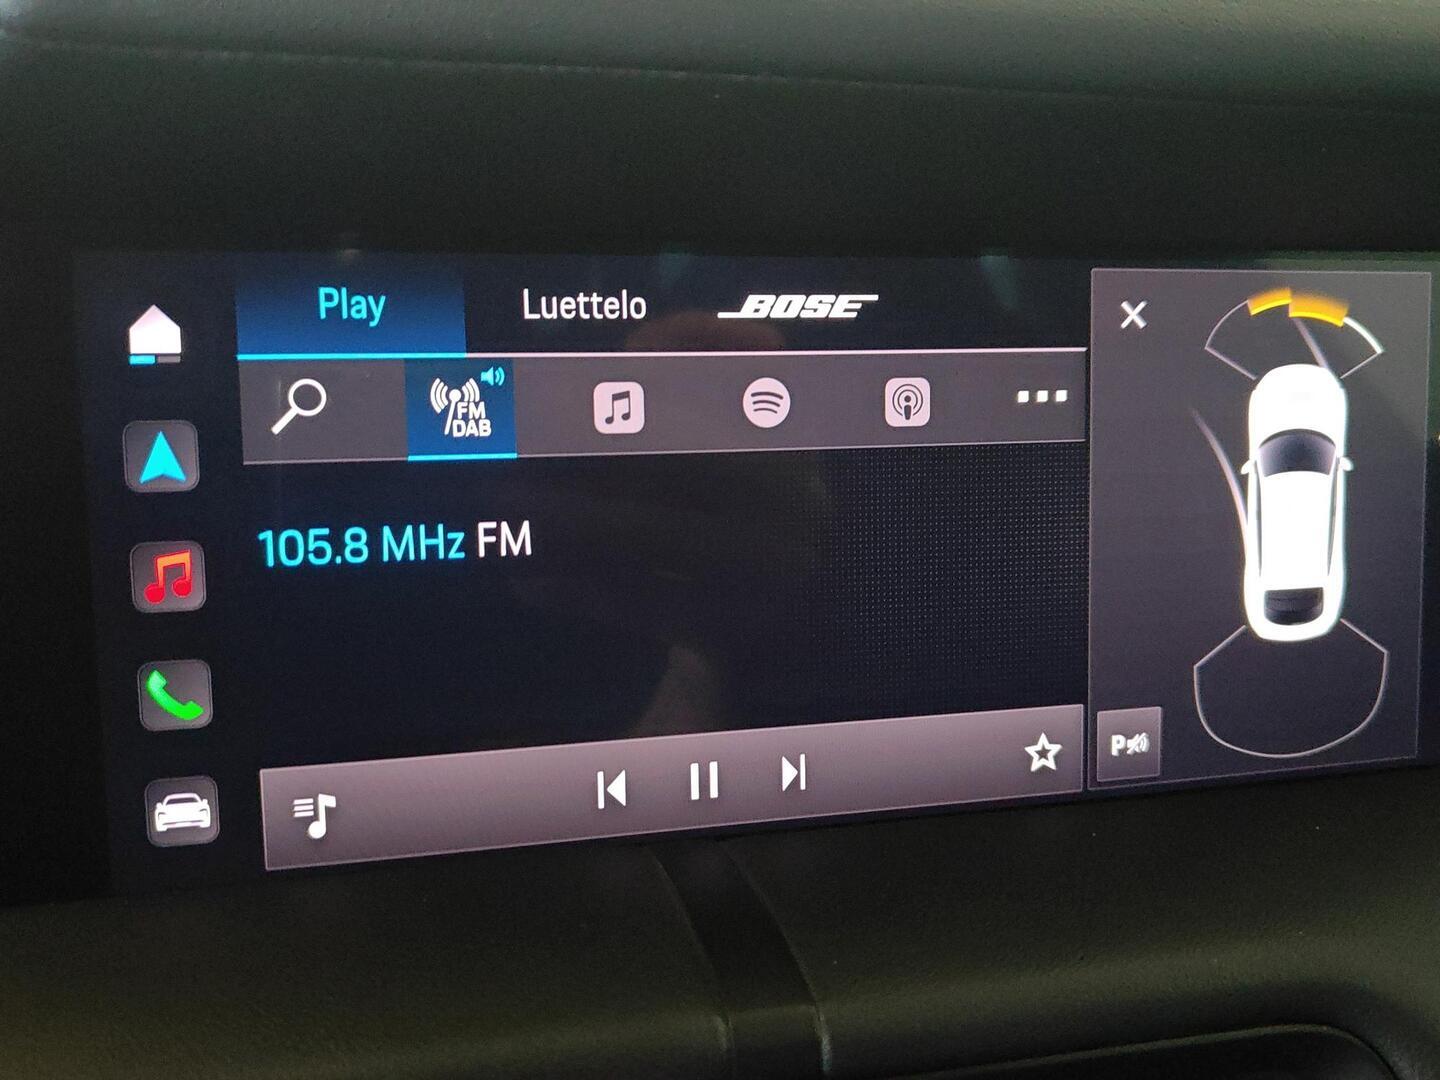 Play
Luettelo
BOSE
FM
DAB
105.8 MHz FM
P